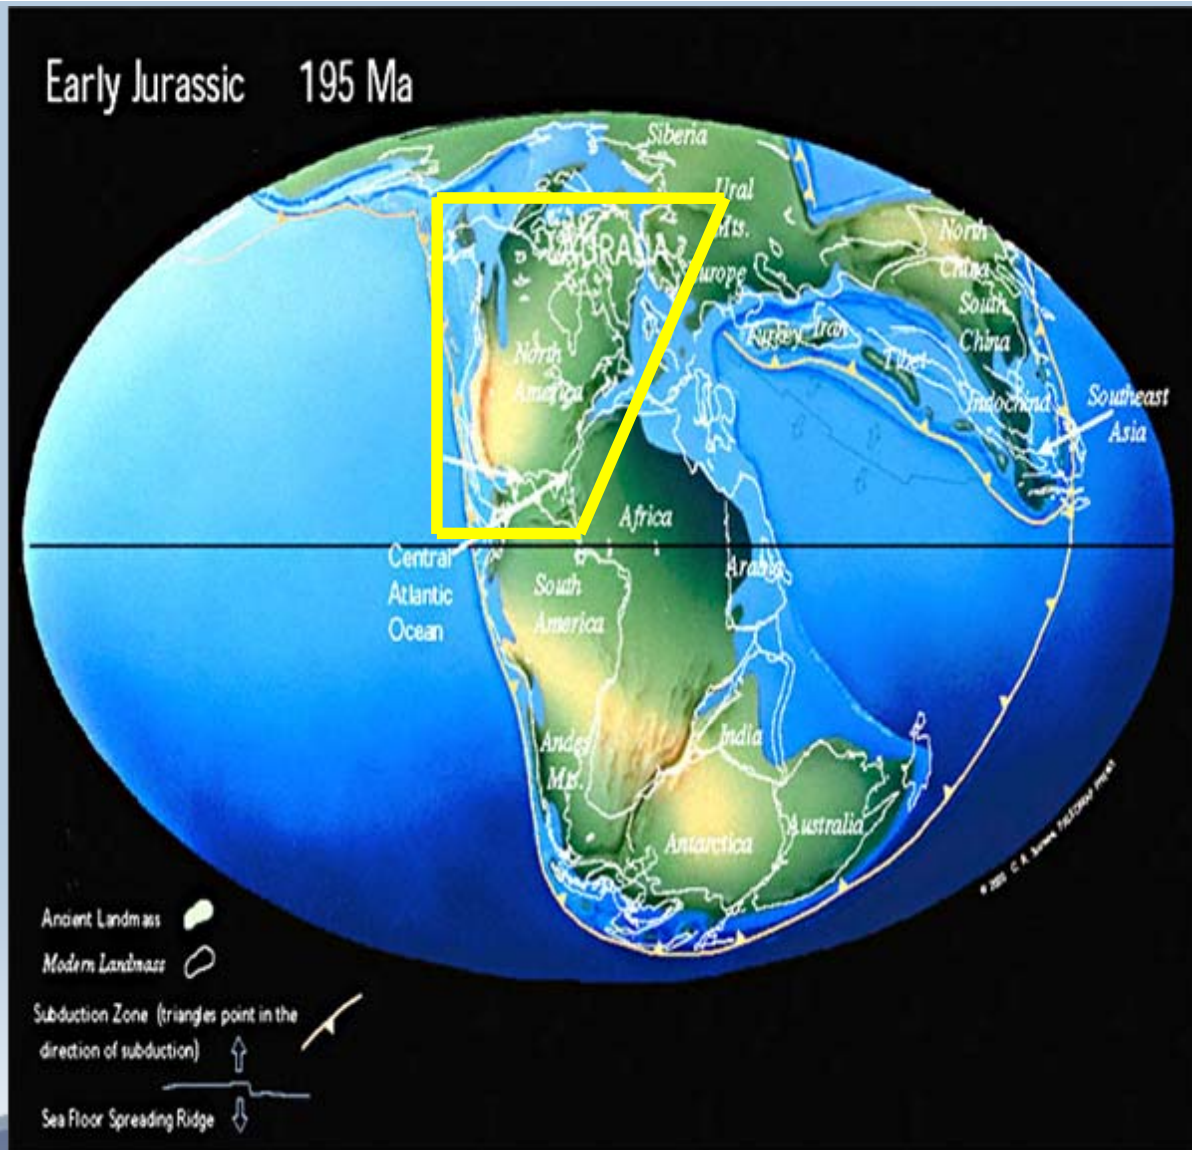 Early Jurassic 195 Ma
Siberia
Ural
Mts.
LAURASIA
Europe
North
China
South
China
Turkey
Iran
Tibet
Indochina
Southeast
Asia
North
America
Africa
Central
Atlantic
Ocean
Arabia
South
America
Andes
Mts.
India
Antarctica
Australia
Ancient Landmass
Modern Landmass
Subduction Zone (triangles point in the
direction of subduction)
Sea Floor Spreading Ridge